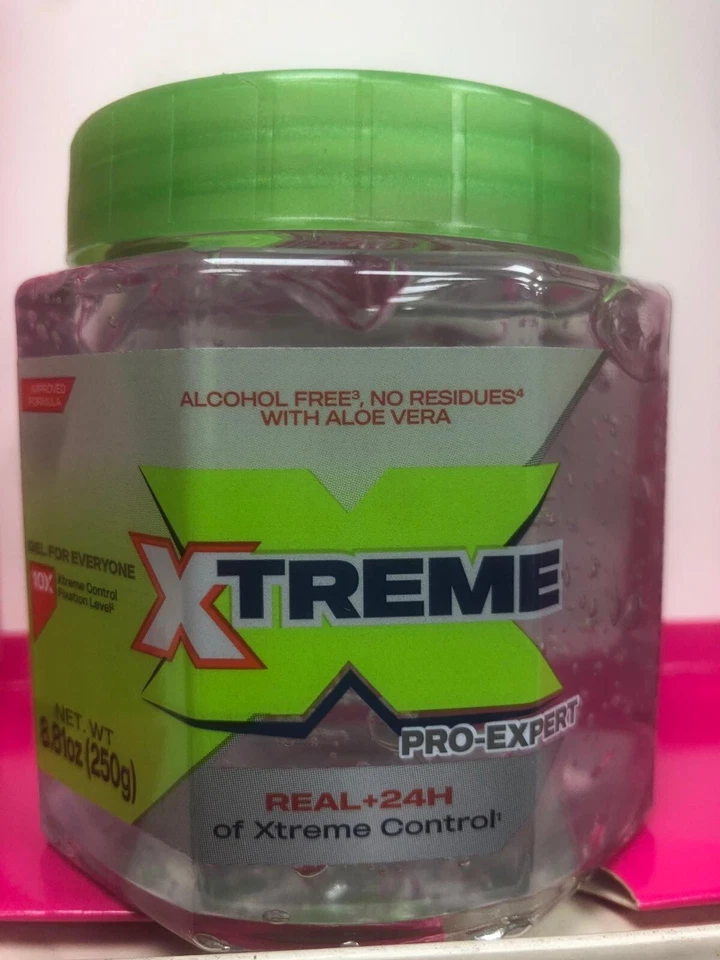 IMPROVED
FORMULA
ALCOHOL FREE³, NO RESIDUES⁴
WITH ALOE VERA
GEL FOR EVERYONE
10X
Xtreme Control
Fixation Level²
XTREME
PRO-EXPERT
NET. WT
8.81oz (250g)
REAL+24H
of Xtreme Control¹